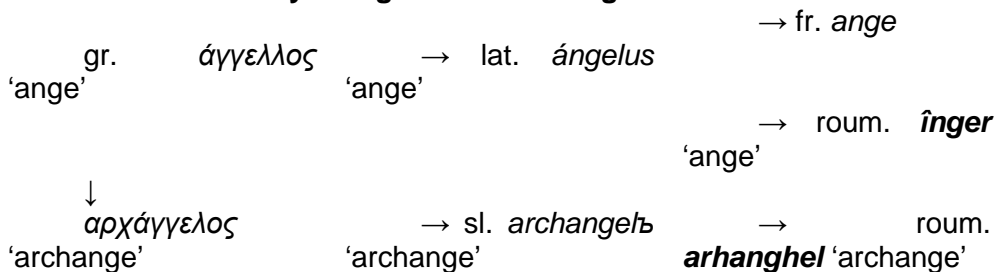 → fr. ange
gr. άγγελλος → lat. ángelus
‘ange’ ‘ange’
→ roum. înger
‘ange’
↓
αρχάγγελος → sl. archangelъ → roum.
‘archange’ ‘archange’ arhanghel ‘archange’